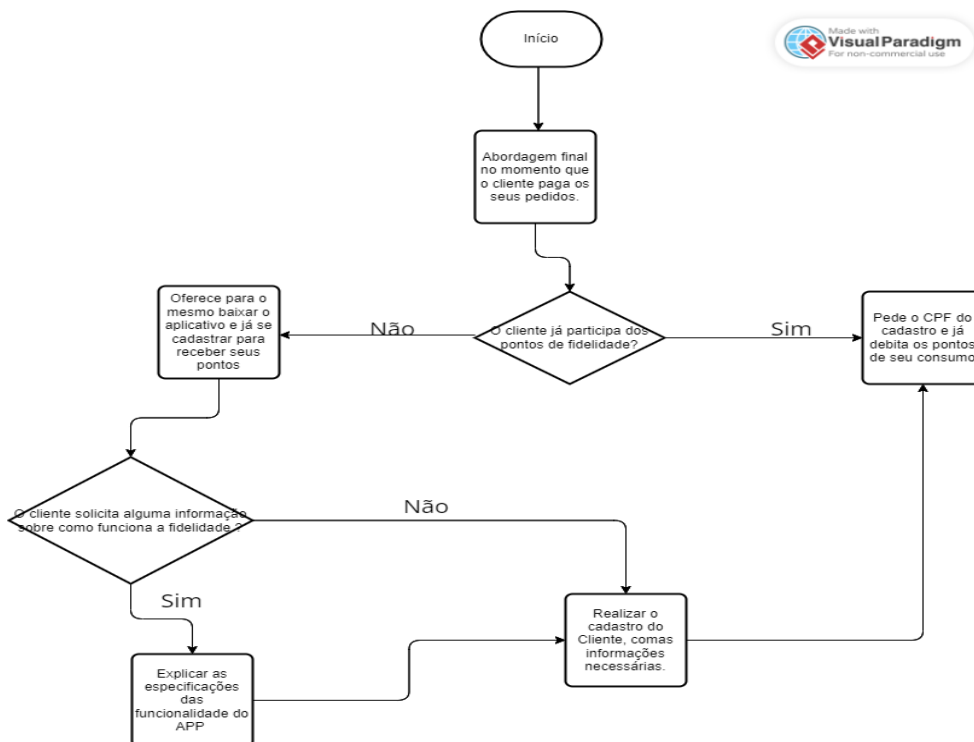 Made with
Visual Paradigm
For non-commercial use
Início
Abordagem final
no momento que
o cliente paga os
seus pedidos.
O cliente já participa dos
pontos de fidelidade?
Não
Sim
Oferece para o
mesmo baixar o
aplicativo e já se
cadastrar para
receber seus
pontos
Pede o CPF do
cadastro e já
debita os pontos
de seu consumo
O cliente solicita alguma informação
sobre como funciona a fidelidade ?
Não
Sim
Realizar o
cadastro do
Cliente, comas
informações
necessárias.
Explicar as
especificações
das
funcionalidade do
APP